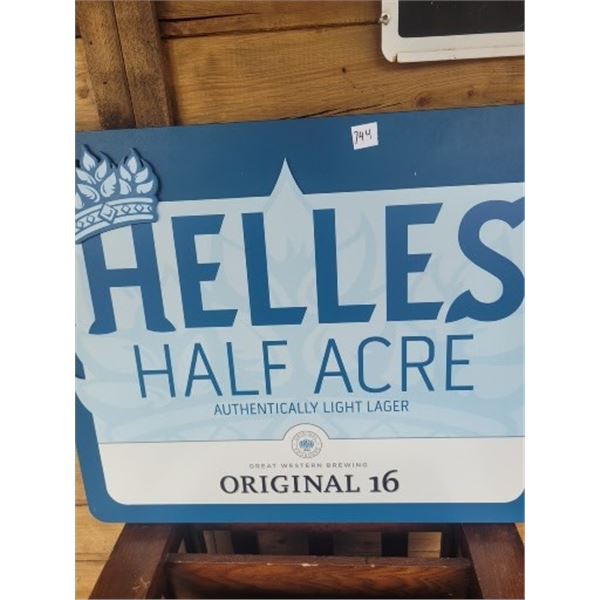 744
HELLES
HALF ACRE
AUTHENTICALLY LIGHT LAGER
GREAT WESTERN BREWING
ORIGINAL 16